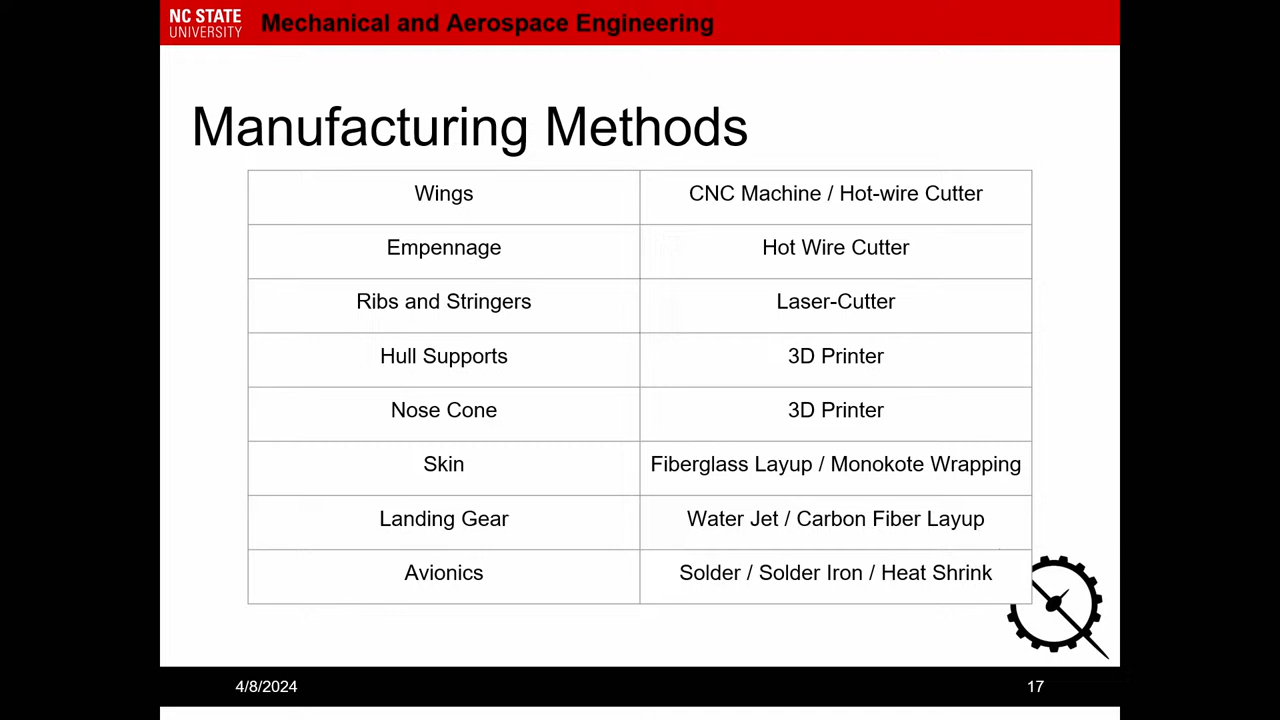 NC STATE
UNIVERSITY
Mechanical and Aerospace Engineering
Manufacturing Methods
Wings
CNC Machine / Hot-wire Cutter
Empennage
Hot Wire Cutter
Ribs and Stringers
Laser-Cutter
Hull Supports
3D Printer
Nose Cone
3D Printer
Skin
Fiberglass Layup / Monokote Wrapping
Landing Gear
Water Jet / Carbon Fiber Layup
Avionics
Solder / Solder Iron / Heat Shrink
4/8/2024
17